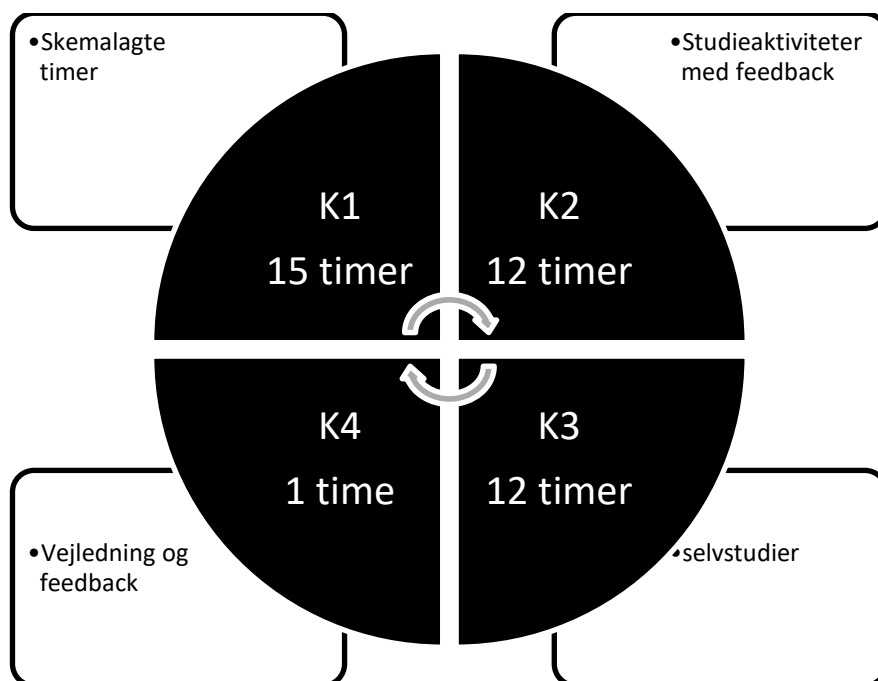 •Skemalagte
timer
•Studieaktiviteter
med feedback
K1
15 timer
K2
12 timer
K4
1 time
K3
12 timer
•Vejledning og
feedback
•selvstudier